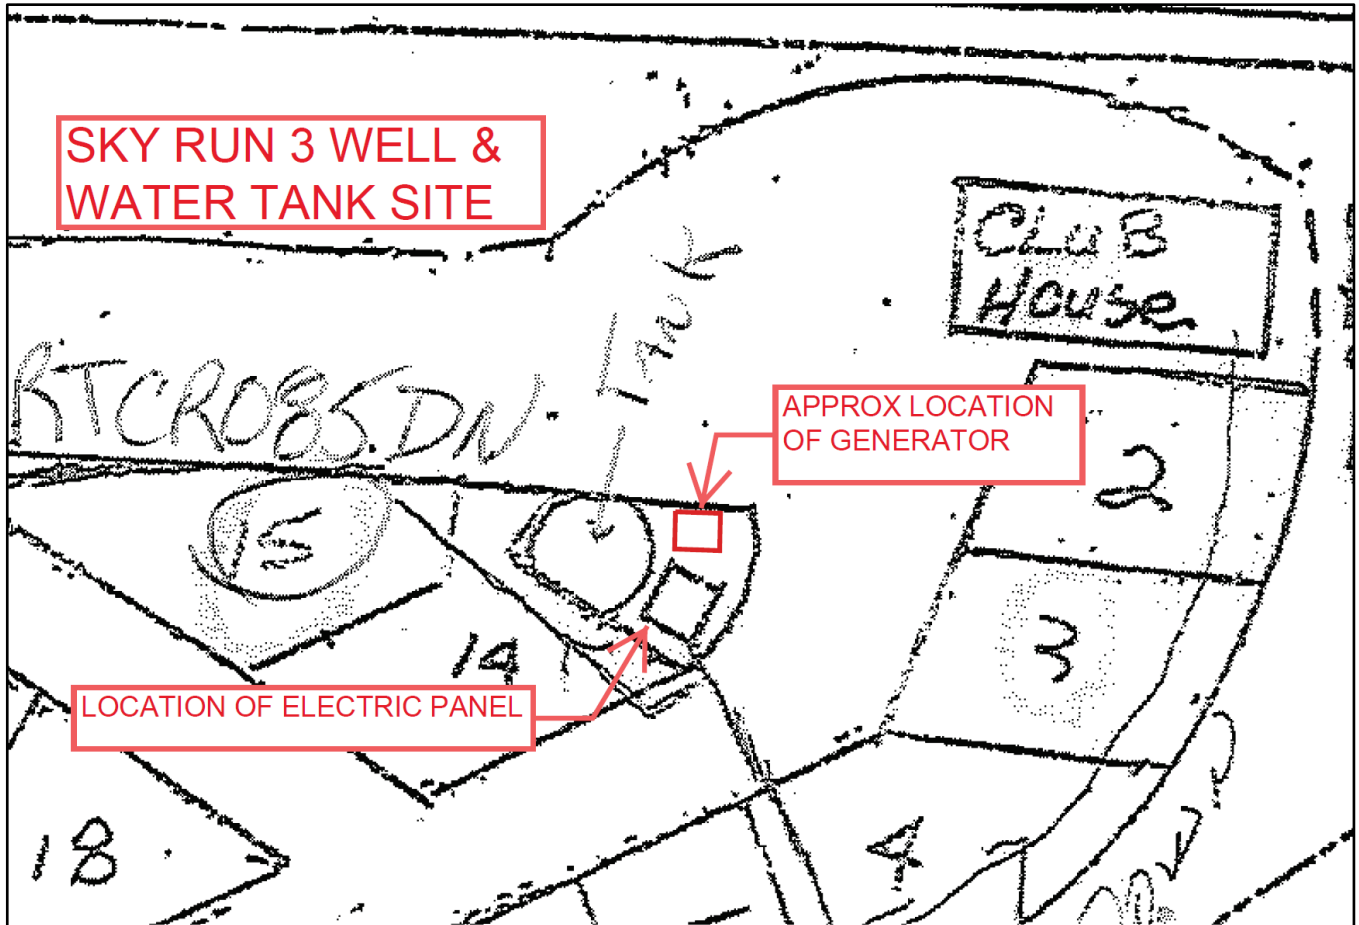 SKY RUN 3 WELL &
WATER TANK SITE
CLUB
House
TANK
APPROX LOCATION
OF GENERATOR
2
15
3
14
LOCATION OF ELECTRIC PANEL
18
4